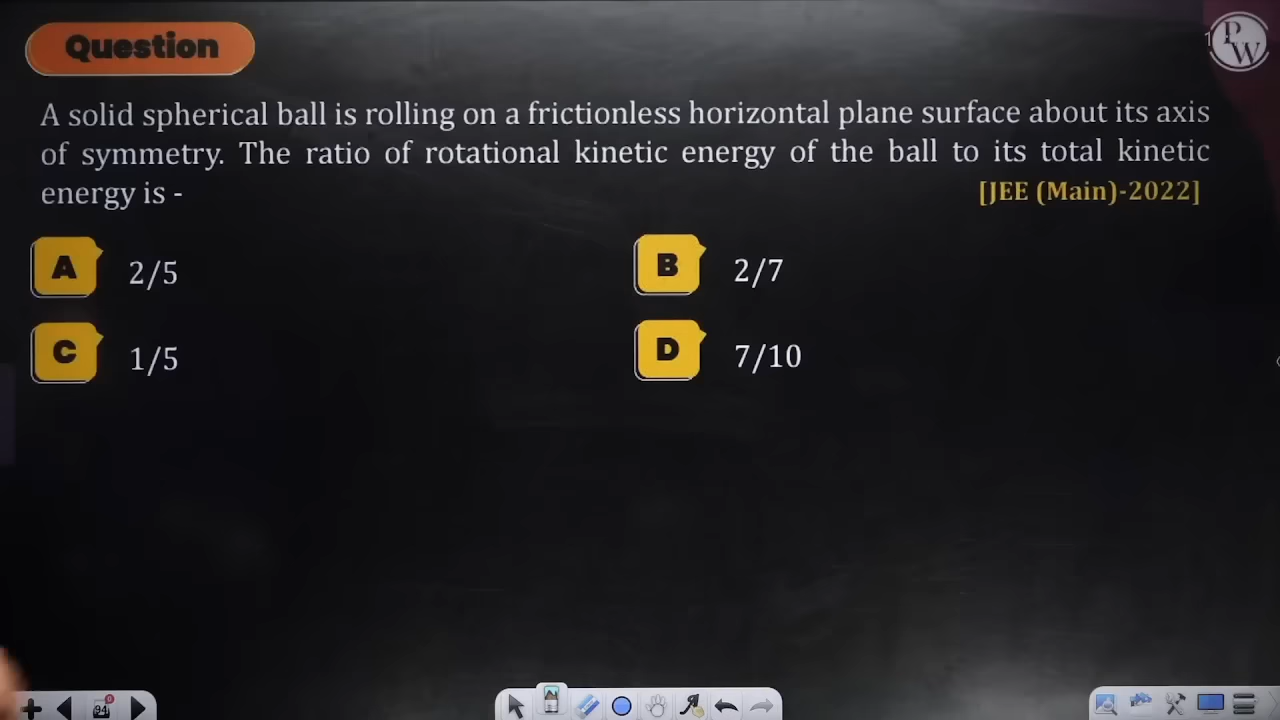 Question
PW
A solid spherical ball is rolling on a frictionless horizontal plane surface about its axis
of symmetry. The ratio of rotational kinetic energy of the ball to its total kinetic
energy is -
[JEE (Main)-2022]
A 2/5
B 2/7
C 1/5
D 7/10
94